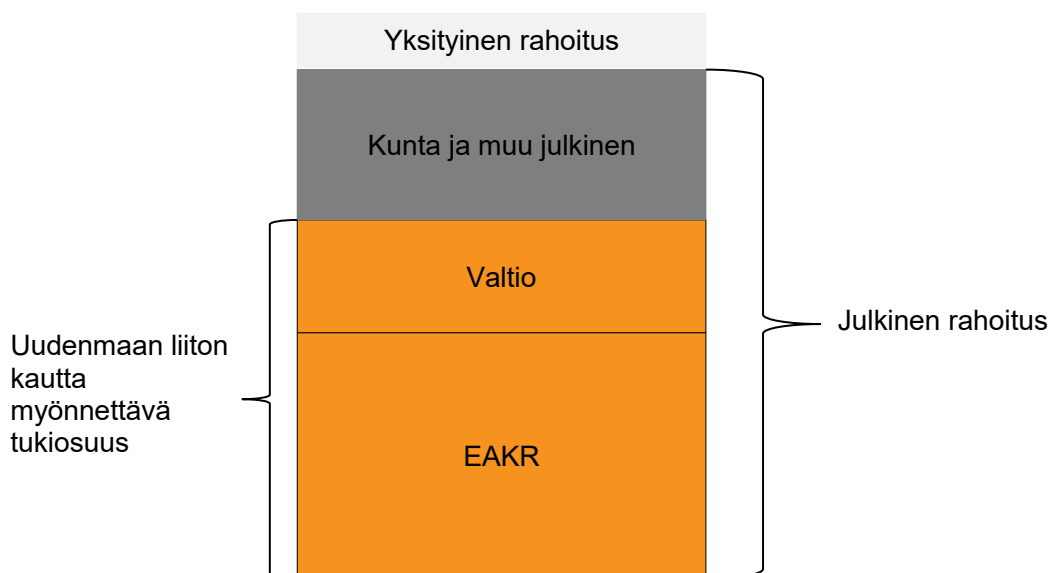 Yksityinen rahoitus
Kunta ja muu julkinen
Valtio
EAKR
Uudenmaan liiton
kautta
myönnettävä
tukiosuus
Julkinen rahoitus